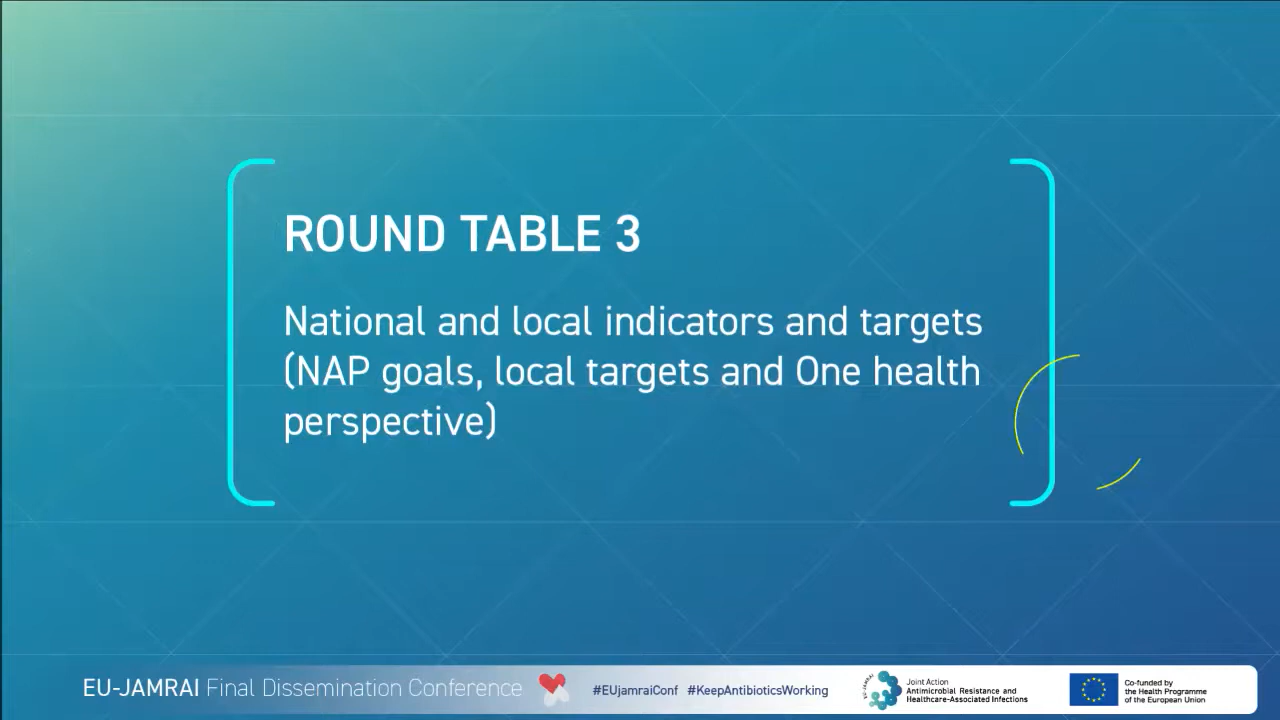 ROUND TABLE 3
National and local indicators and targets
(NAP goals, local targets and One health
perspective)
EU-JAMRAI Final Dissemination Conference
#EUjamraiConf #KeepAntibioticsWorking
EU-JAMRAI
Joint Action
Antimicrobial Resistance and
Healthcare-Associated Infections
Co-funded by
the Health Programme
of the European Union